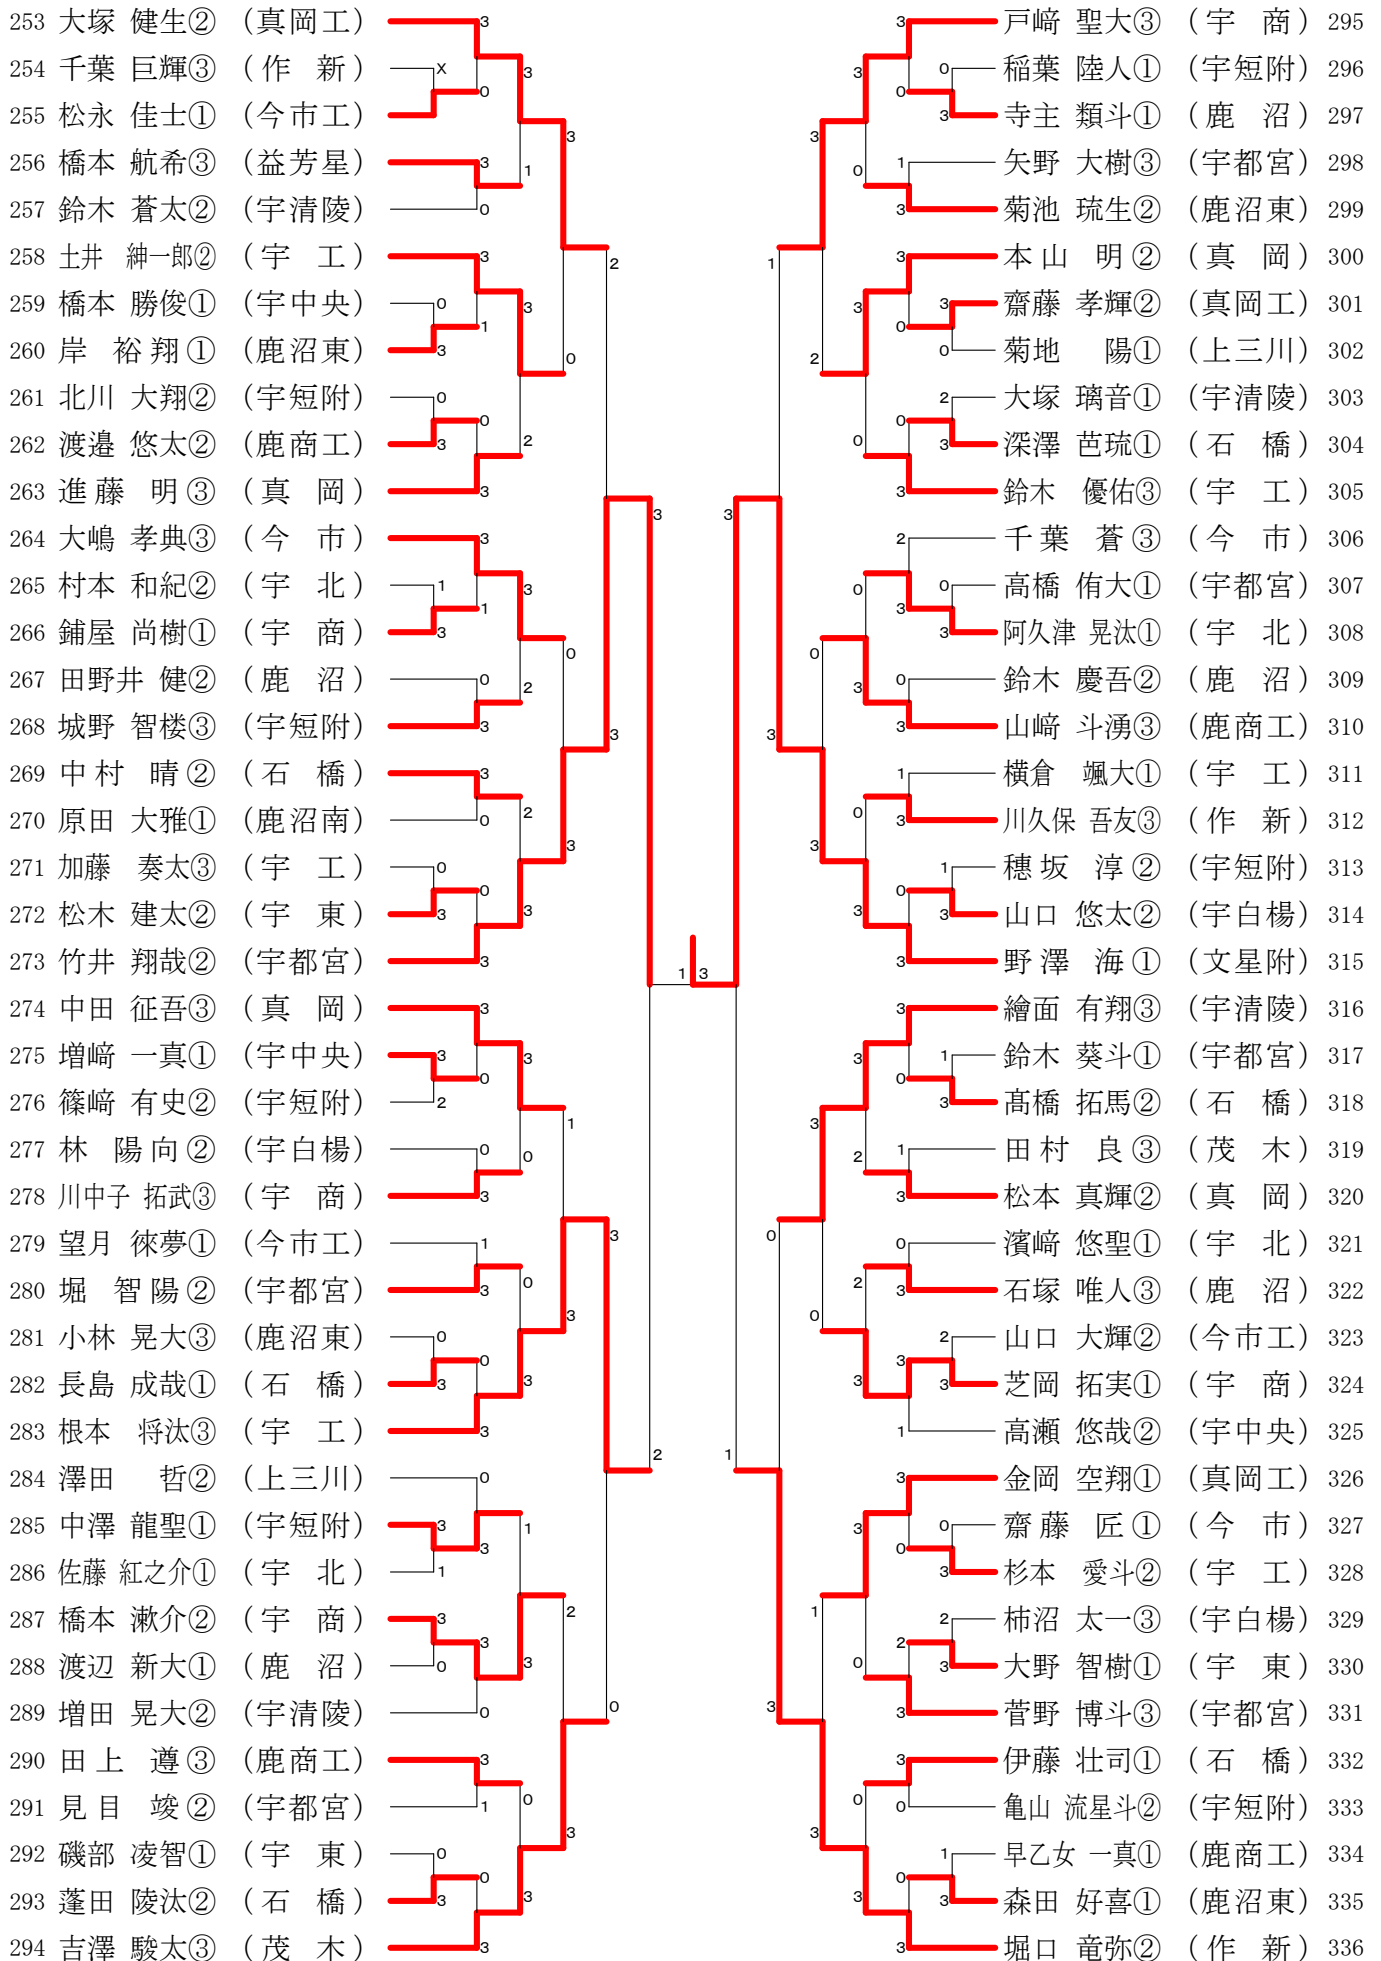 253 大塚 健生② (真岡工)
254 千葉 巨輝③ (作 新)
255 松永 佳士① (今市工)
256 橋本 航希③ (益芳星)
257 鈴木 蒼太② (宇清陵)
258 土井 紳一郎② (宇 工)
259 橋本 勝俊① (宇中央)
260 岸 裕翔① (鹿沼東)
261 北川 大翔② (宇短附)
262 渡邉 悠太② (鹿商工)
263 進藤 明③ (真 岡)
264 大嶋 孝典③ (今 市)
265 村本 和紀② (宇 北)
266 鋪屋 尚樹① (宇 商)
267 田野井 健② (鹿 沼)
268 城野 智楼③ (宇短附)
269 中村 晴② (石 橋)
270 原田 大雅① (鹿沼南)
271 加藤 奏太③ (宇 工)
272 松木 建太② (宇 東)
273 竹井 翔哉② (宇都宮)
274 中田 征吾③ (真 岡)
275 増﨑 一真① (宇中央)
276 篠﨑 有史② (宇短附)
277 林 陽向② (宇白楊)
278 川中子 拓武③ (宇 商)
279 望月 徠夢① (今市工)
280 堀 智陽② (宇都宮)
281 小林 晃大③ (鹿沼東)
282 長島 成哉① (石 橋)
283 根本 将汰③ (宇 工)
284 澤田 哲② (上三川)
285 中澤 龍聖① (宇短附)
286 佐藤 紅之介① (宇 北)
287 橋本 漱介② (宇 商)
288 渡辺 新大① (鹿 沼)
289 増田 晃大② (宇清陵)
290 田上 遵③ (鹿商工)
291 見目 竣② (宇都宮)
292 磯部 凌智① (宇 東)
293 蓬田 陵汰② (石 橋)
294 吉澤 駿太③ (茂 木)
戸﨑 聖大③ (宇 商) 295
稲葉 陸人① (宇短附) 296
寺主 類斗① (鹿 沼) 297
矢野 大樹③ (宇都宮) 298
菊池 琉生② (鹿沼東) 299
本山 明② (真 岡) 300
齋藤 孝輝② (真岡工) 301
菊地 陽① (上三川) 302
大塚 璃音① (宇清陵) 303
深澤 芭琉① (石 橋) 304
鈴木 優佑③ (宇 工) 305
千葉 蒼③ (今 市) 306
高橋 侑大① (宇都宮) 307
阿久津 晃汰① (宇 北) 308
鈴木 慶吾② (鹿 沼) 309
山﨑 斗湧③ (鹿商工) 310
横倉 颯大① (宇 工) 311
川久保 吾友③ (作 新) 312
穂坂 淳② (宇短附) 313
山口 悠太② (宇白楊) 314
野澤 海① (文星附) 315
繪面 有翔③ (宇清陵) 316
鈴木 葵斗① (宇都宮) 317
髙橋 拓馬② (石 橋) 318
田村 良③ (茂 木) 319
松本 真輝② (真 岡) 320
濱﨑 悠聖① (宇 北) 321
石塚 唯人③ (鹿 沼) 322
山口 大輝② (今市工) 323
芝岡 拓実① (宇 商) 324
高瀬 悠哉② (宇中央) 325
金岡 空翔① (真岡工) 326
齋藤 匠① (今 市) 327
杉本 愛斗② (宇 工) 328
柿沼 太一③ (宇白楊) 329
大野 智樹① (宇 東) 330
菅野 博斗③ (宇都宮) 331
伊藤 壮司① (石 橋) 332
亀山 流星斗② (宇短附) 333
早乙女 一真① (鹿商工) 334
森田 好喜① (鹿沼東) 335
堀口 竜弥② (作 新) 336